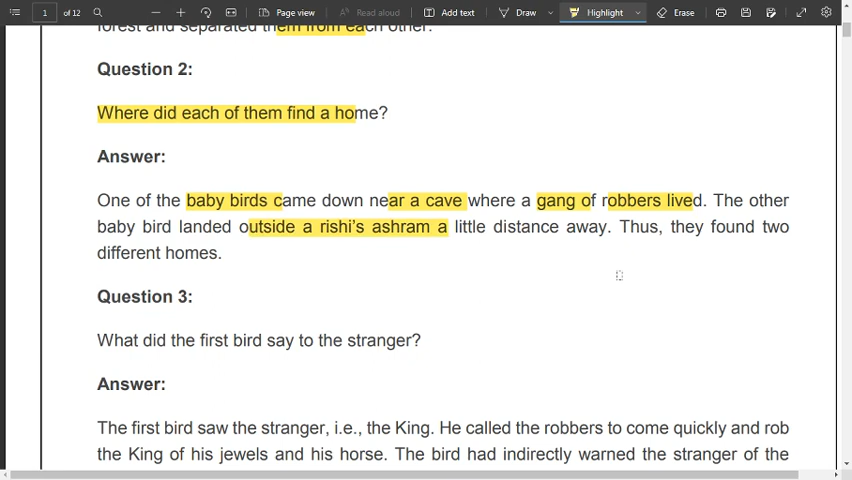 1 of 12 Page view Read aloud Add text Draw Highlight Erase
forest and separated them from each other.
Question 2:
Where did each of them find a home?
Answer:
One of the baby birds came down near a cave where a gang of robbers lived. The other
baby bird landed outside a rishi's ashram a little distance away. Thus, they found two
different homes.
Question 3:
What did the first bird say to the stranger?
Answer:
The first bird saw the stranger, i.e., the King. He called the robbers to come quickly and rob
the King of his jewels and his horse. The bird had indirectly warned the stranger of the